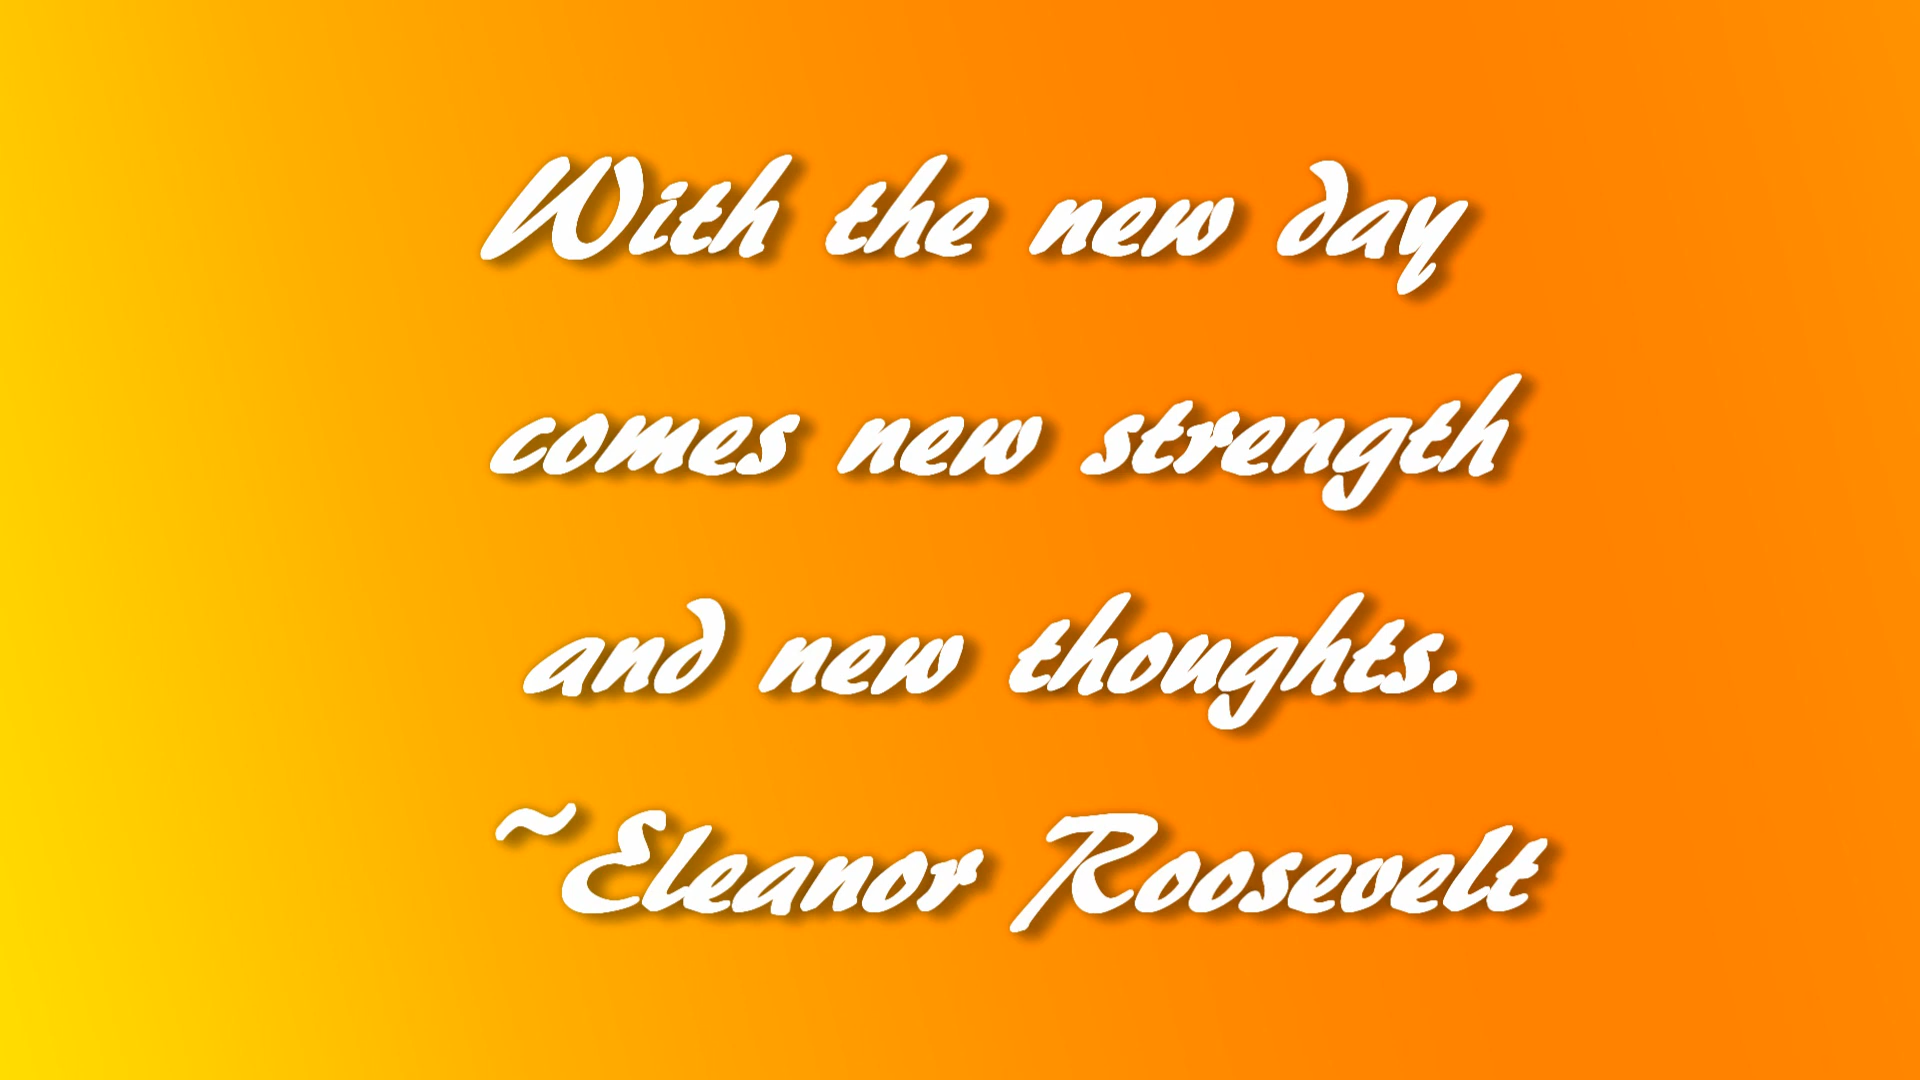 With the new day
comes new strength
and new thoughts.
~Eleanor Roosevelt